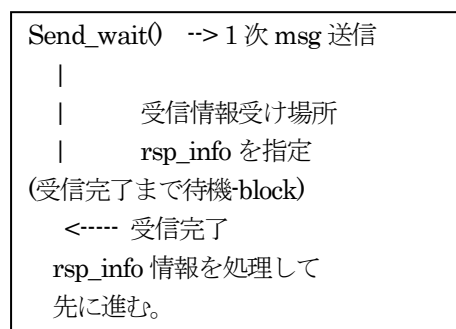 Send_wait()   --> 1 次 msg 送信
|
|       受信情報受け場所
|       rsp_info を指定
(受信完了まで待機-block)
<----- 受信完了
rsp_info 情報を処理して
先に進む。